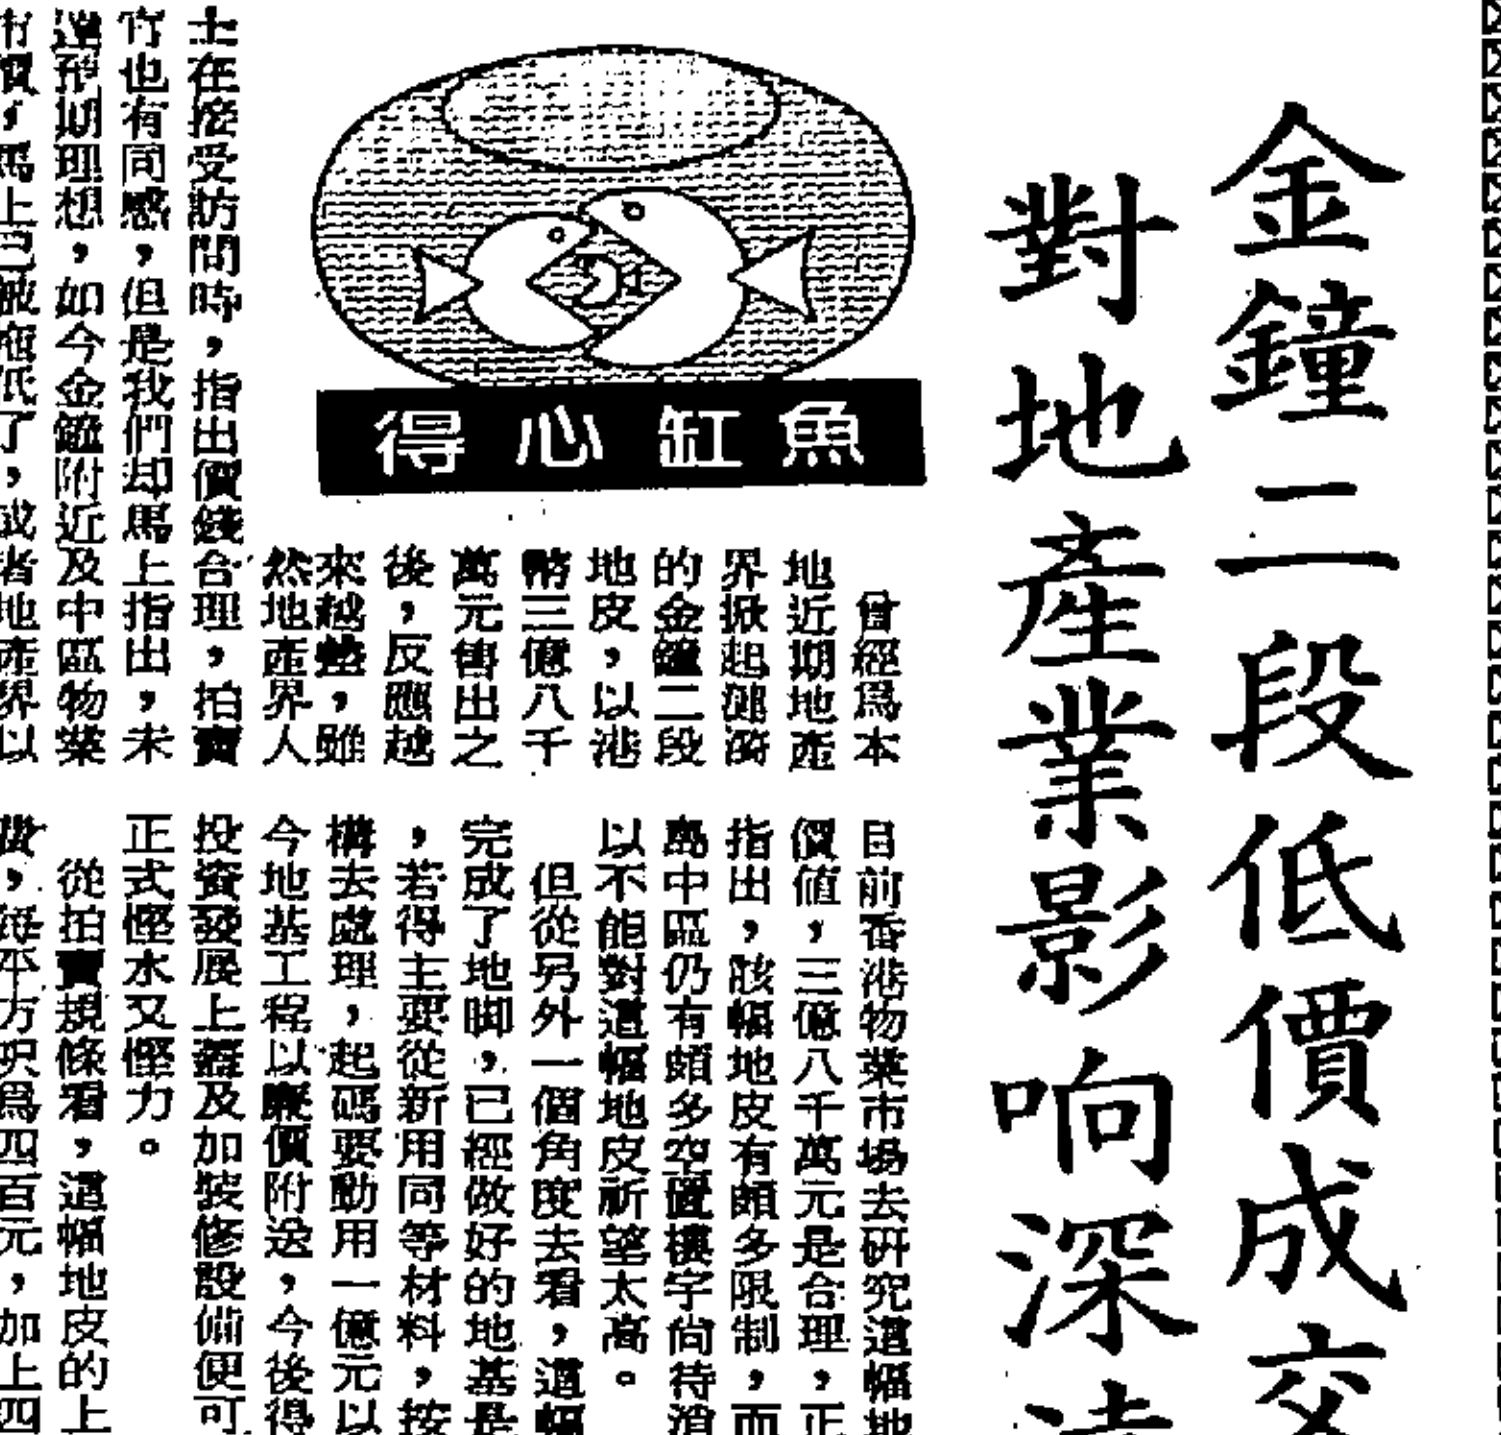 金鐘二段低價成交
對地產業影响深遠
魚缸心得
曾經爲本
地近期地產
界掀起漣漪
的金鐘二段
地皮，以港
幣三億八千
萬元售出之
後，反應越
來越壞，雖
然地產界人
士在接受訪問時，指出價錢合理，拍賣
官也有同感，但是我們却馬上指出，未
達預期理想，如今金鐘附近及中區物業
市價，馬上已被拖低了，或者地產界以
目前香港物業市場去研究這幅地
價值，三億八千萬元是合理，正
指出，該幅地皮有頗多限制，而
島中區仍有頗多空置樓宇尚待消
以不能對這幅地皮祈望太高。
但從另外一個角度去看，這幅
完成了地脚，已經做好的地基是
，若得主要從新用同等材料，按
構去處理，起碼要動用一億元以
今地基工程以廉價附送，今後得
投資發展上蓋及加裝修設備便可
正式慳水又慳力。
從拍賣規條看，這幅地皮的上
，每平方呎爲四百元，加上四